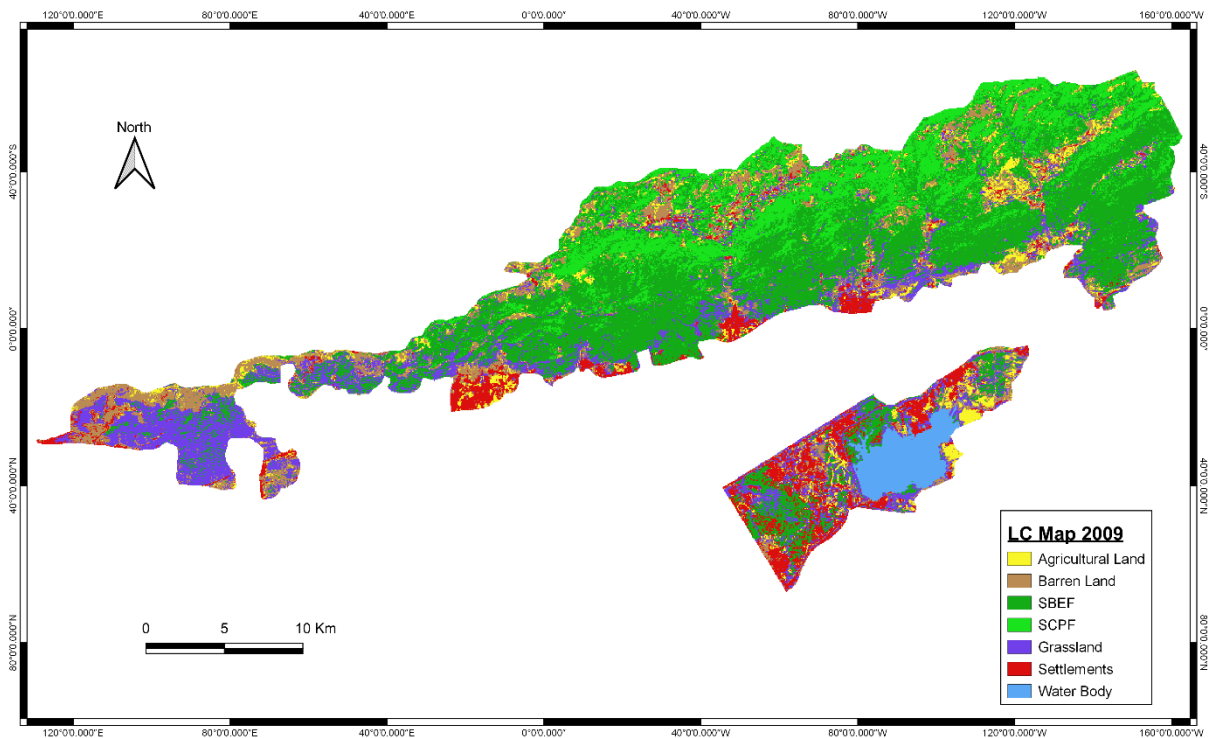 120°0'0.000"E 80°0'0.000"E 40°0'0.000"E 0°0'0.000" 40°0'0.000"W 80°0'0.000"W 120°0'0.000"W 160°0'0.000"W
North
40°0'0.000"S 40°0'0.000"S
0°0'0.000" 0°0'0.000"
40°0'0.000"N 40°0'0.000"N
LC Map 2009
Agricultural Land
Barren Land
SBEF
SCPF
Grassland
Settlements
Water Body
0 5 10 Km
80°0'0.000"N 80°0'0.000"N
120°0'0.000"E 80°0'0.000"E 40°0'0.000"E 0°0'0.000" 40°0'0.000"W 80°0'0.000"W 120°0'0.000"W 160°0'0.000"W